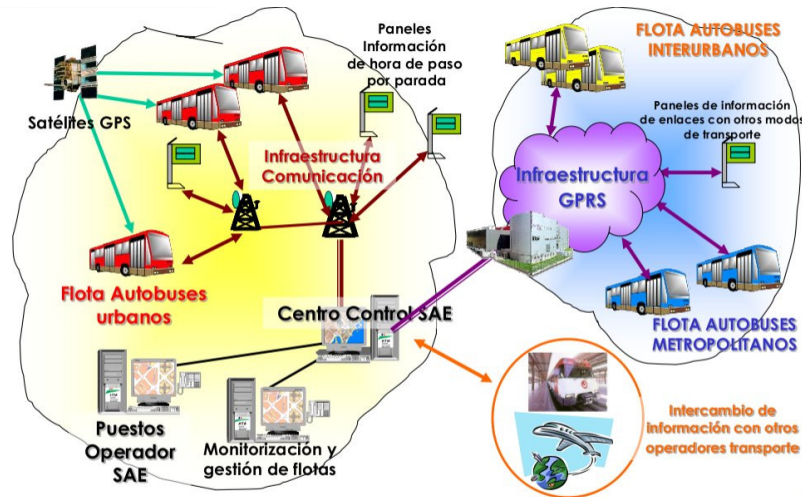 Paneles
Información
de hora de paso
por parada
Satélites GPS
Infraestructura
Comunicación
Flota Autobuses
urbanos
Centro Control SAE
Puestos
Operador
SAE
Monitorización y
gestión de flotas
FLOTA AUTOBUSES
INTERURBANOS
Paneles de información
de enlaces con otros modos
de transporte
Infraestructura
GPRS
FLOTA AUTOBUSES
METROPOLITANOS
Intercambio de
información con otros
operadores transporte